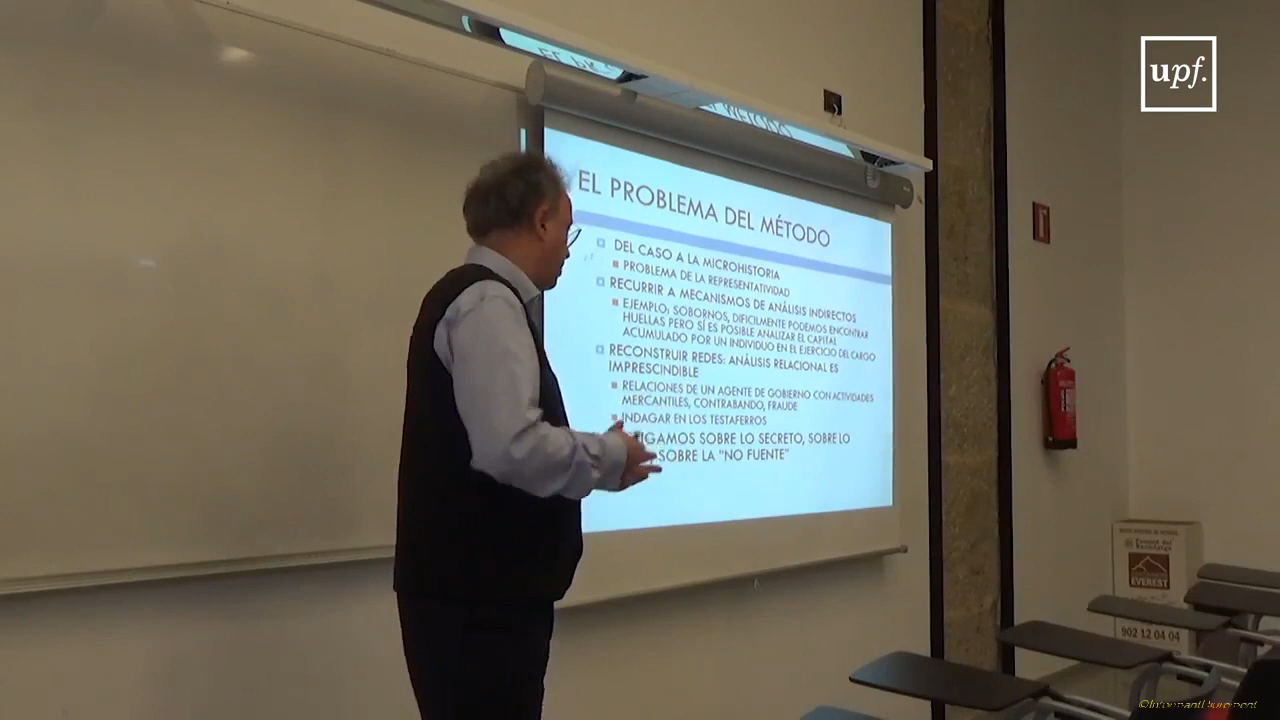 upf.
EL PROBLEMA DEL MÉTODO
DEL CASO A LA MICROHISTORIA
PROBLEMA DE LA REPRESENTATIVIDAD
RECURRIR A MECANISMOS DE ANÁLISIS INDIRECTOS
EJEMPLO: SOBORNOS, DIFICILMENTE PODEMOS ENCONTRAR
HUELLAS PERO SÍ ES POSIBLE ANALIZAR EL CAPITAL
ACUMULADO POR UN INDIVIDUO EN EL EJERCICIO DEL CARGO
RECONSTRUIR REDES: ANÁLISIS RELACIONAL ES
IMPRESCINDIBLE
RELACIONES DE UN AGENTE DE GOBIERNO CON ACTIVIDADES
MERCANTILES, CONTRABANDO, FRAUDE
INDAGAR EN LOS TESTAFERROS
SOBRE LO SECRETO, SOBRE LO
SOBRE LA "NO FUENTE"
EVEREST
902 12 04 04